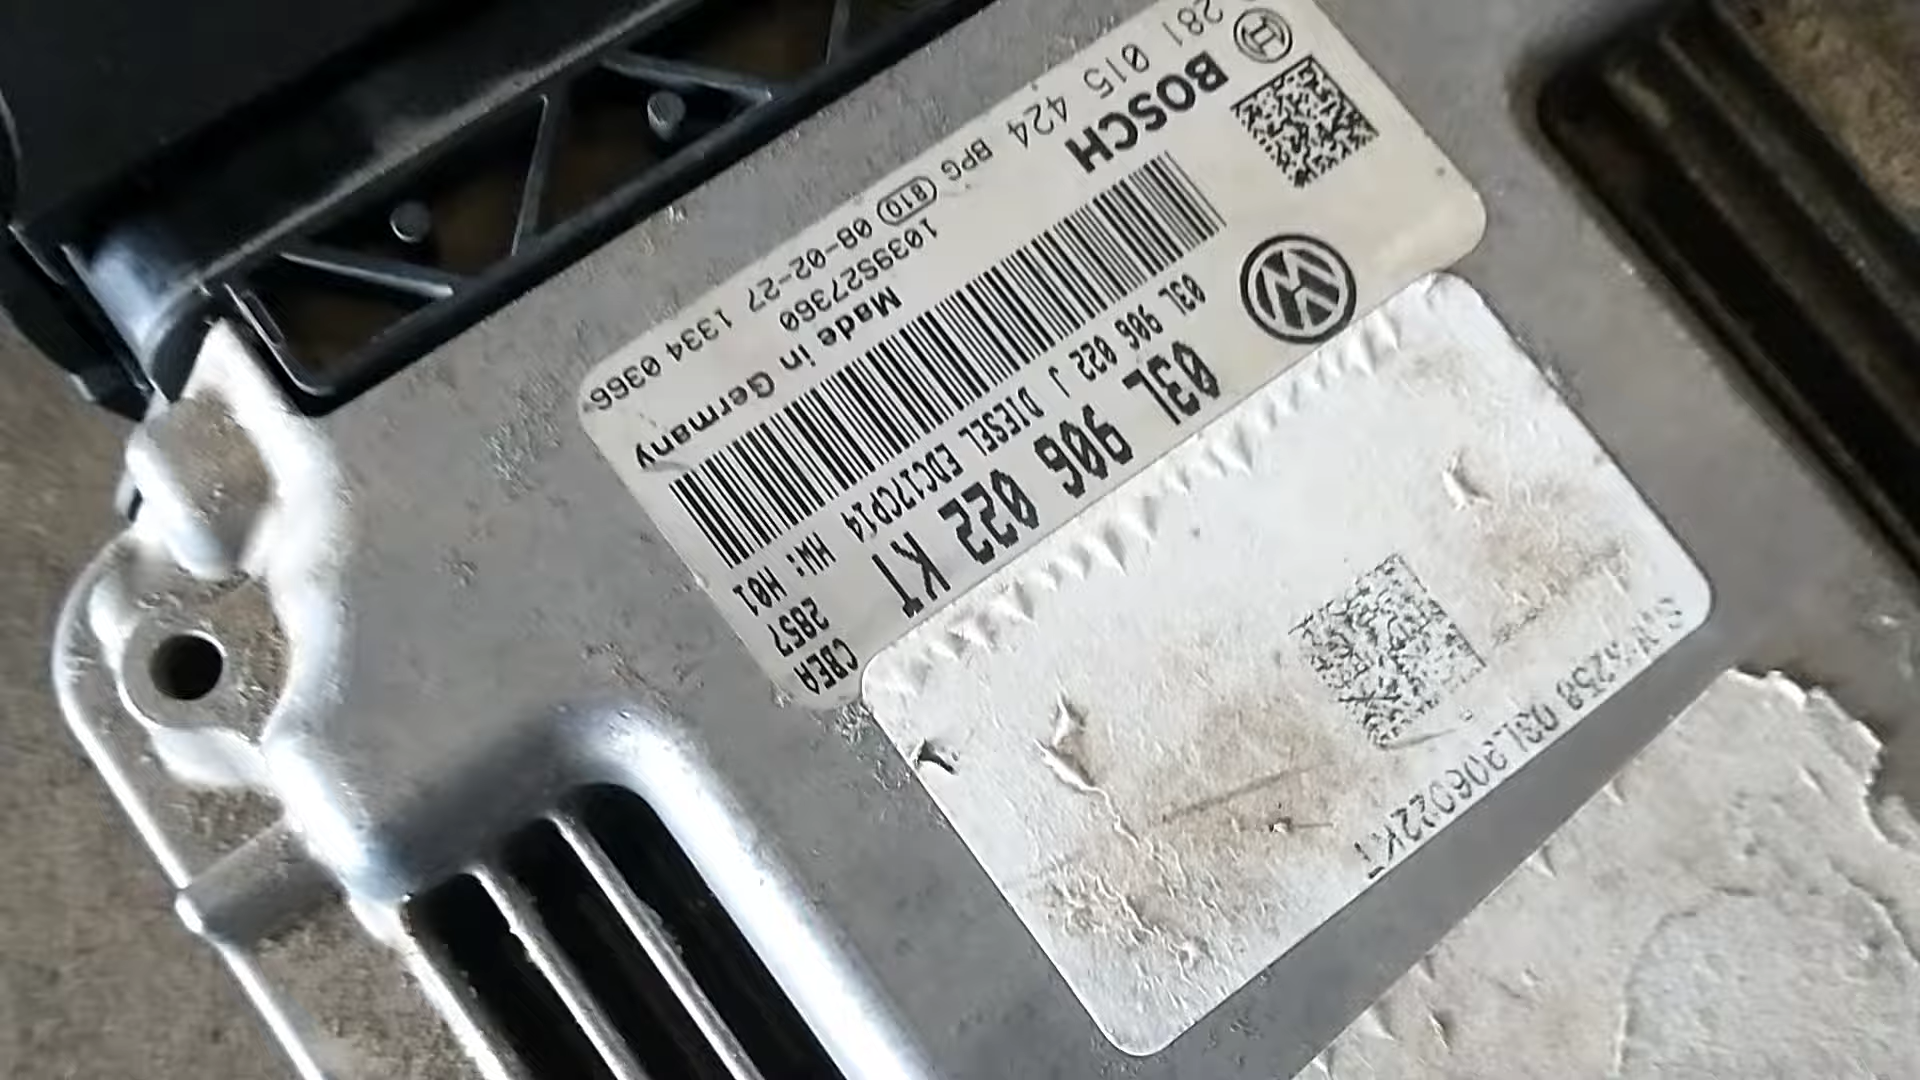 BOSCH
281 015 424 BPG B10 08-02-27 1334 0366
1039S27360
Made in Germany
03L 906 022 J DIESEL EDC17CP14 HW: H01
03L 906 022 KT 2857
CBEA
03L906022KT